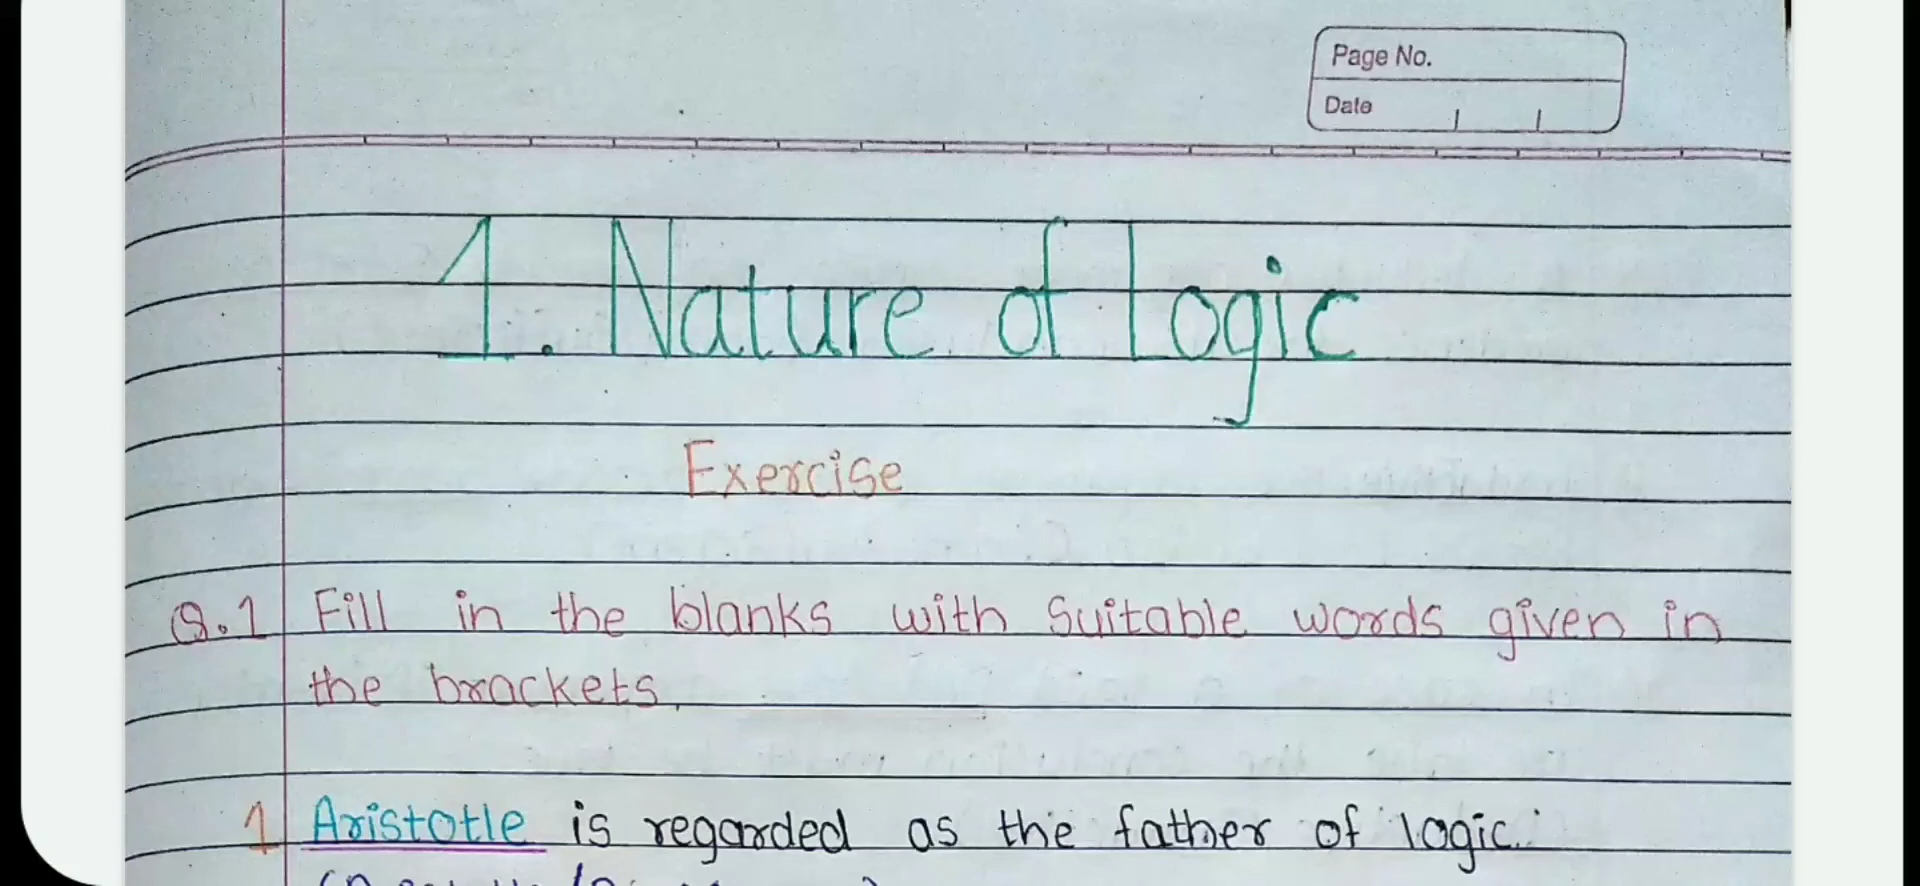 Page No.
Date
1. Nature of Logic
Exercise
Q.1 Fill in the blanks with suitable words given in
the brackets.
1 Aristotle is regarded as the father of logic.